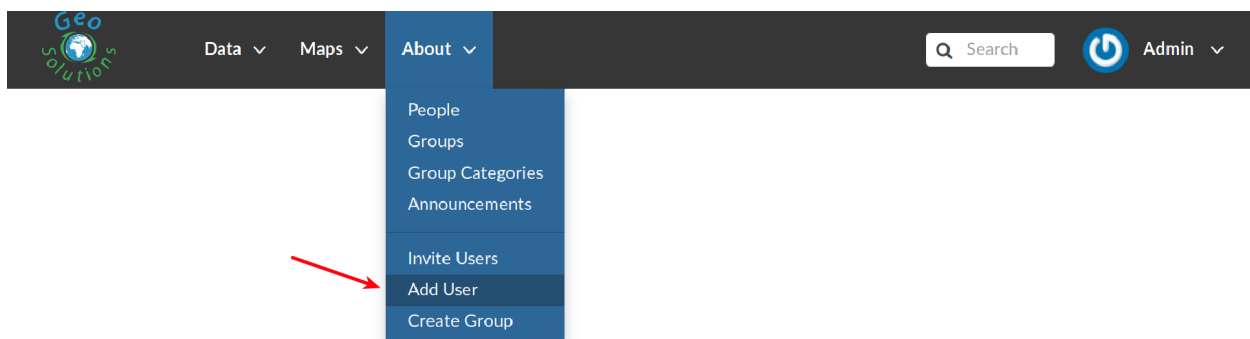 Geo
Solutions
Data Maps About Search Admin
People
Groups
Group Categories
Announcements
Invite Users
Add User
Create Group